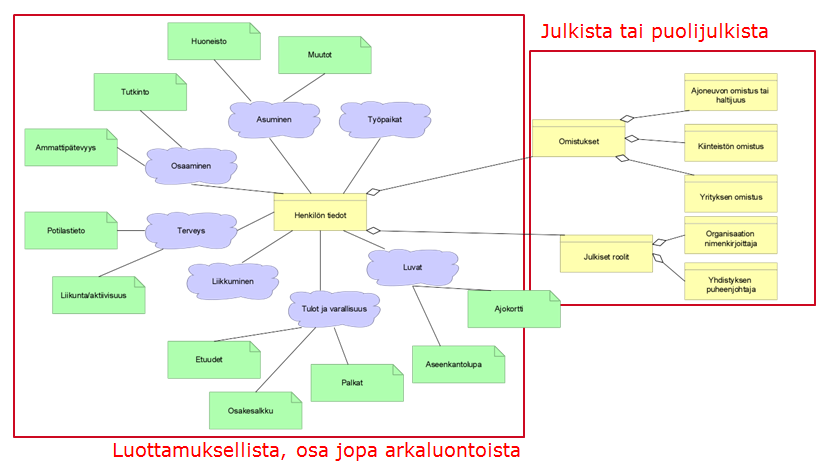 Julkista tai puolijulkista
Huoneisto
Muutot
Tutkinto
Asuminen
Työpaikat
Ammattipätevyys
Osaaminen
Henkilön tiedot
Potilastieto
Terveys
Liikunta/aktiivisuus
Liikkuminen
Luvat
Tulot ja varallisuus
Ajokortti
Etuudet
Palkat
Aseenkantolupa
Osakesalkku
Omistukset
Ajoneuvon omistus tai
haltijuus
Kiinteistön omistus
Yrityksen omistus
Julkiset roolit
Organisaation
nimenkirjoittaja
Yhdistyksen
puheenjohtaja
Luottamuksellista, osa jopa arkaluontoista